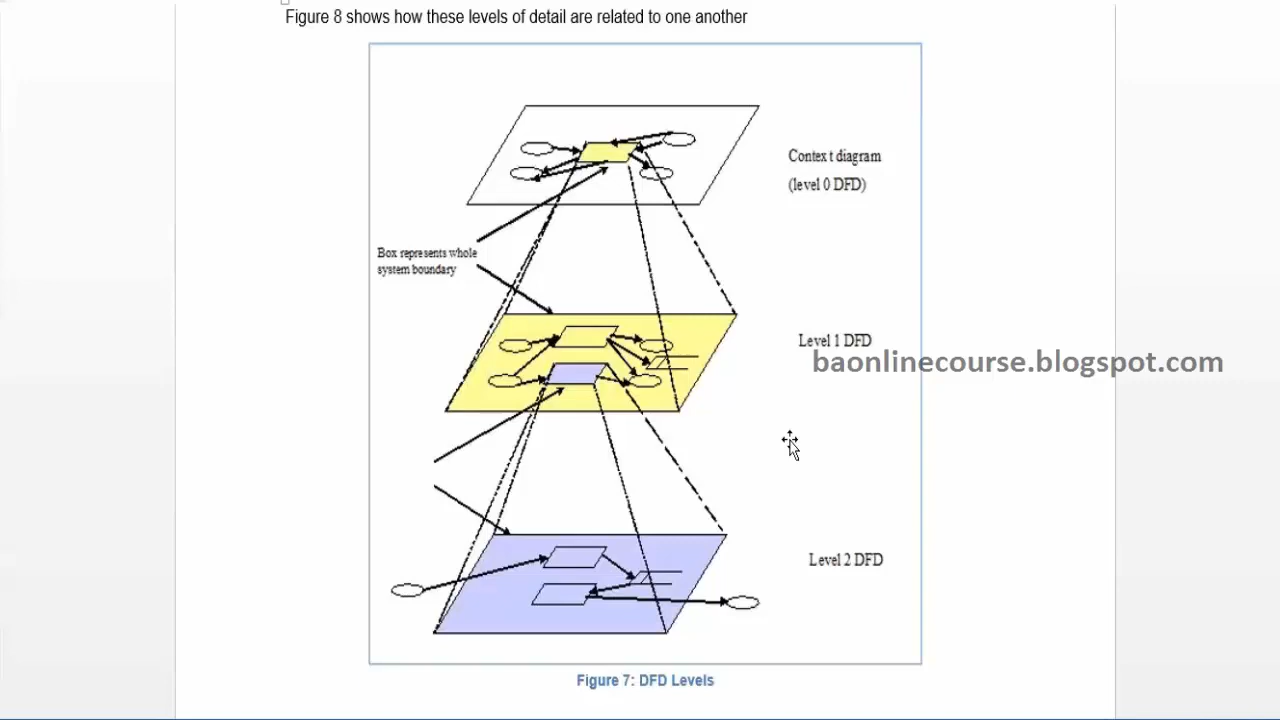 Figure 8 shows how these levels of detail are related to one another
Context diagram
(level 0 DFD)
Box represents whole
system boundary
Level 1 DFD
baonlinecourse.blogspot.com
Level 2 DFD
Figure 7: DFD Levels